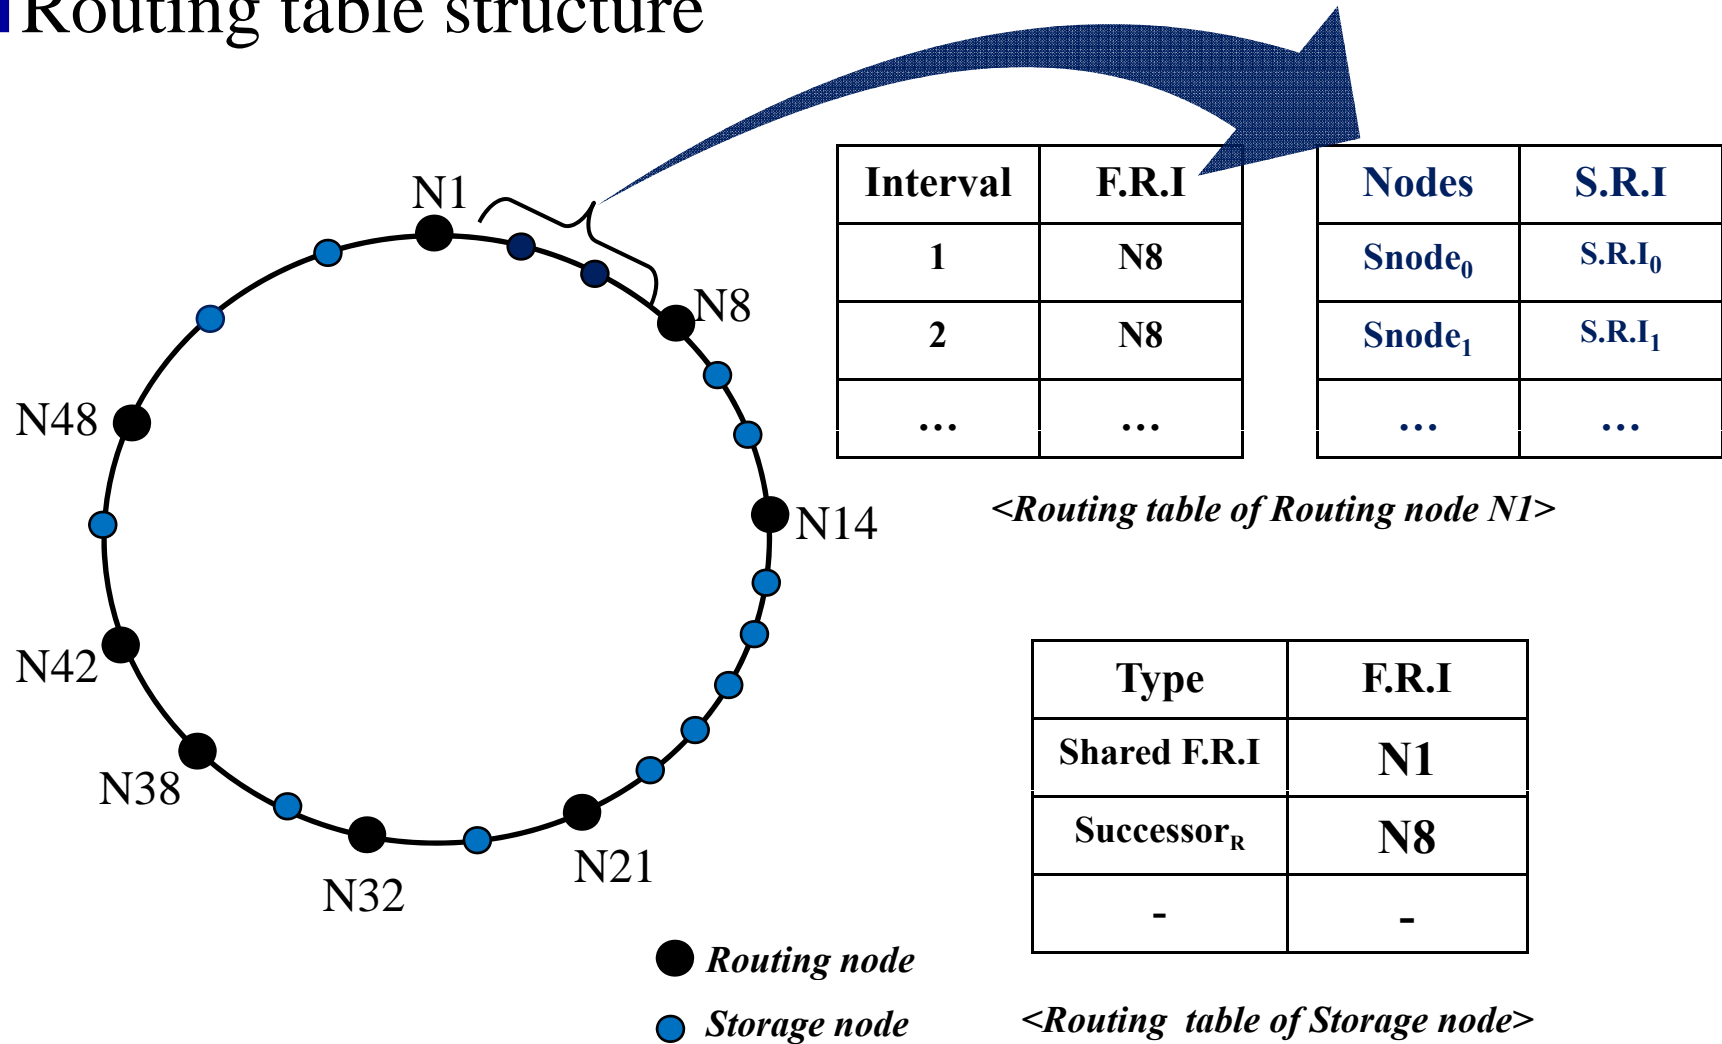 Routing table structure
N1
N8
N14
N21
N32
N38
N42
N48
Interval F.R.I
1 N8
2 N8
... ...
Nodes S.R.I
Snode0 S.R.I0
Snode1 S.R.I1
... ...
<Routing table of Routing node N1>
Type F.R.I
Shared F.R.I N1
SuccessorR N8
- -
<Routing table of Storage node>
Routing node
Storage node